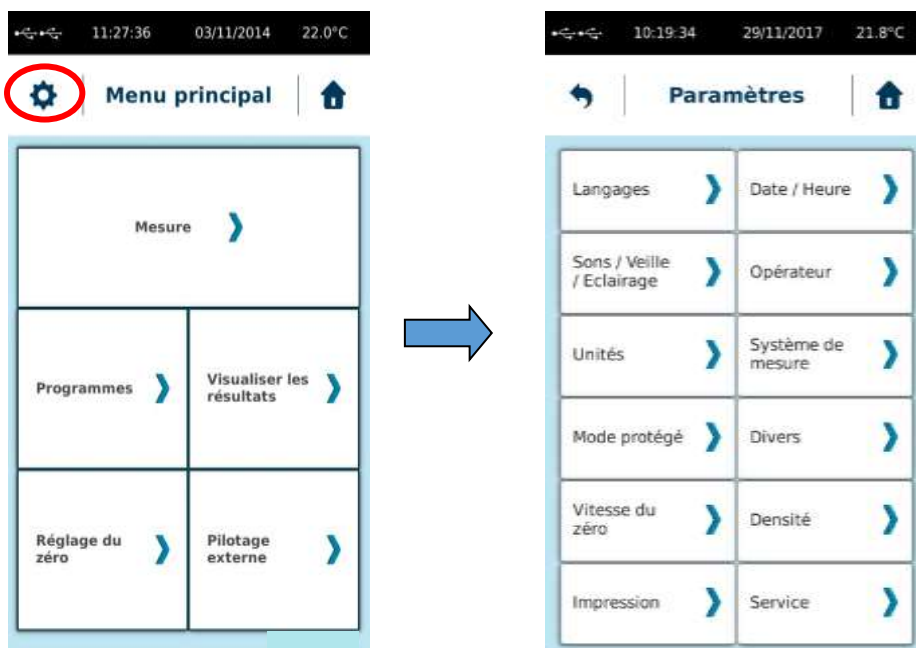 11:27:36 03/11/2014 22.0°C
Menu principal
Mesure
Programmes
Visualiser les
résultats
Réglage du
zéro
Pilotage
externe
10:19:34 29/11/2017 21.8°C
Paramètres
Langages
Date / Heure
Sons / Veille
/ Eclairage
Opérateur
Unités
Système de
mesure
Mode protégé
Divers
Vitesse du
zéro
Densité
Impression
Service